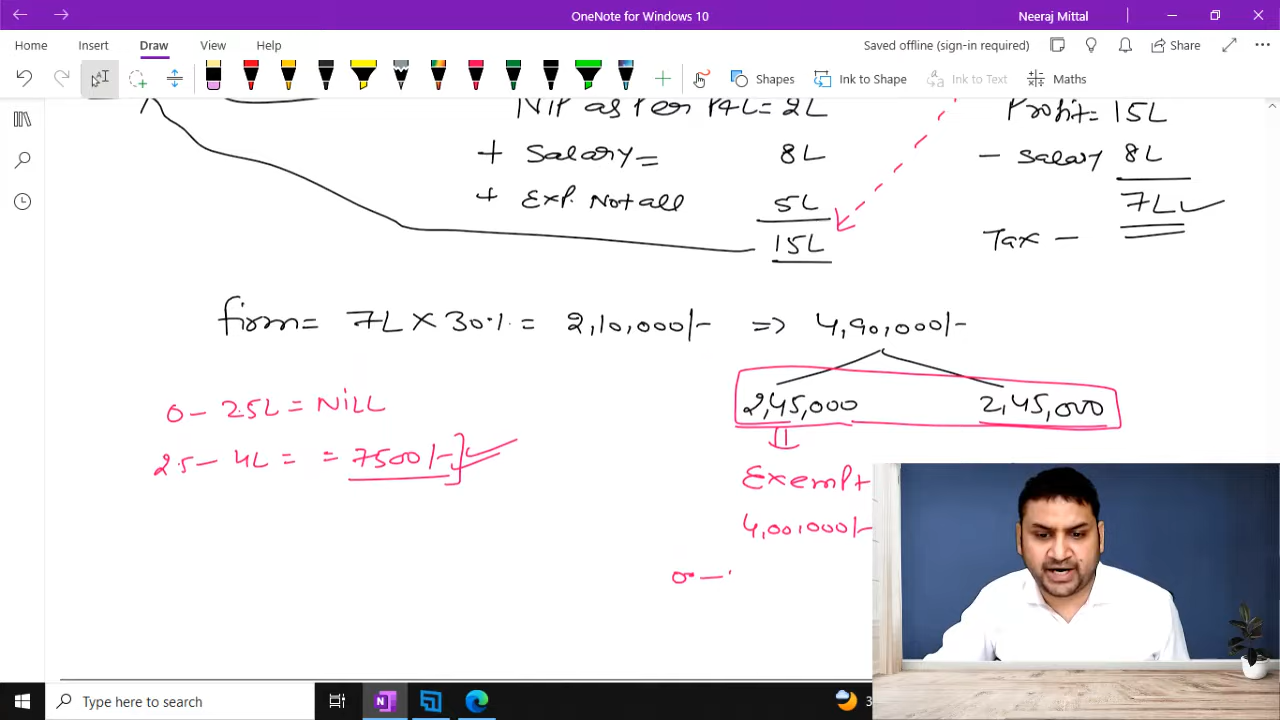 OneNote for Windows 10
Neeraj Mittal
Home Insert Draw View Help
Saved offline (sign-in required)
Share
Shapes
Ink to Shape
Ink to Text
Maths
N/P as Per P&L = 2L
+ Salary = 8L
+ Exp. Not all 5L
15L
Profit = 15L
- Salary 8L
7L
Tax -
firm = 7L X 30% = 2,10,000/- => 4,90,000/-
2,45,000 2,45,000
0 - 2.5L = NiLL
2.5 - 4L = = 7500/-
Exempt
4,00,000/-
0 -
Type here to search
3